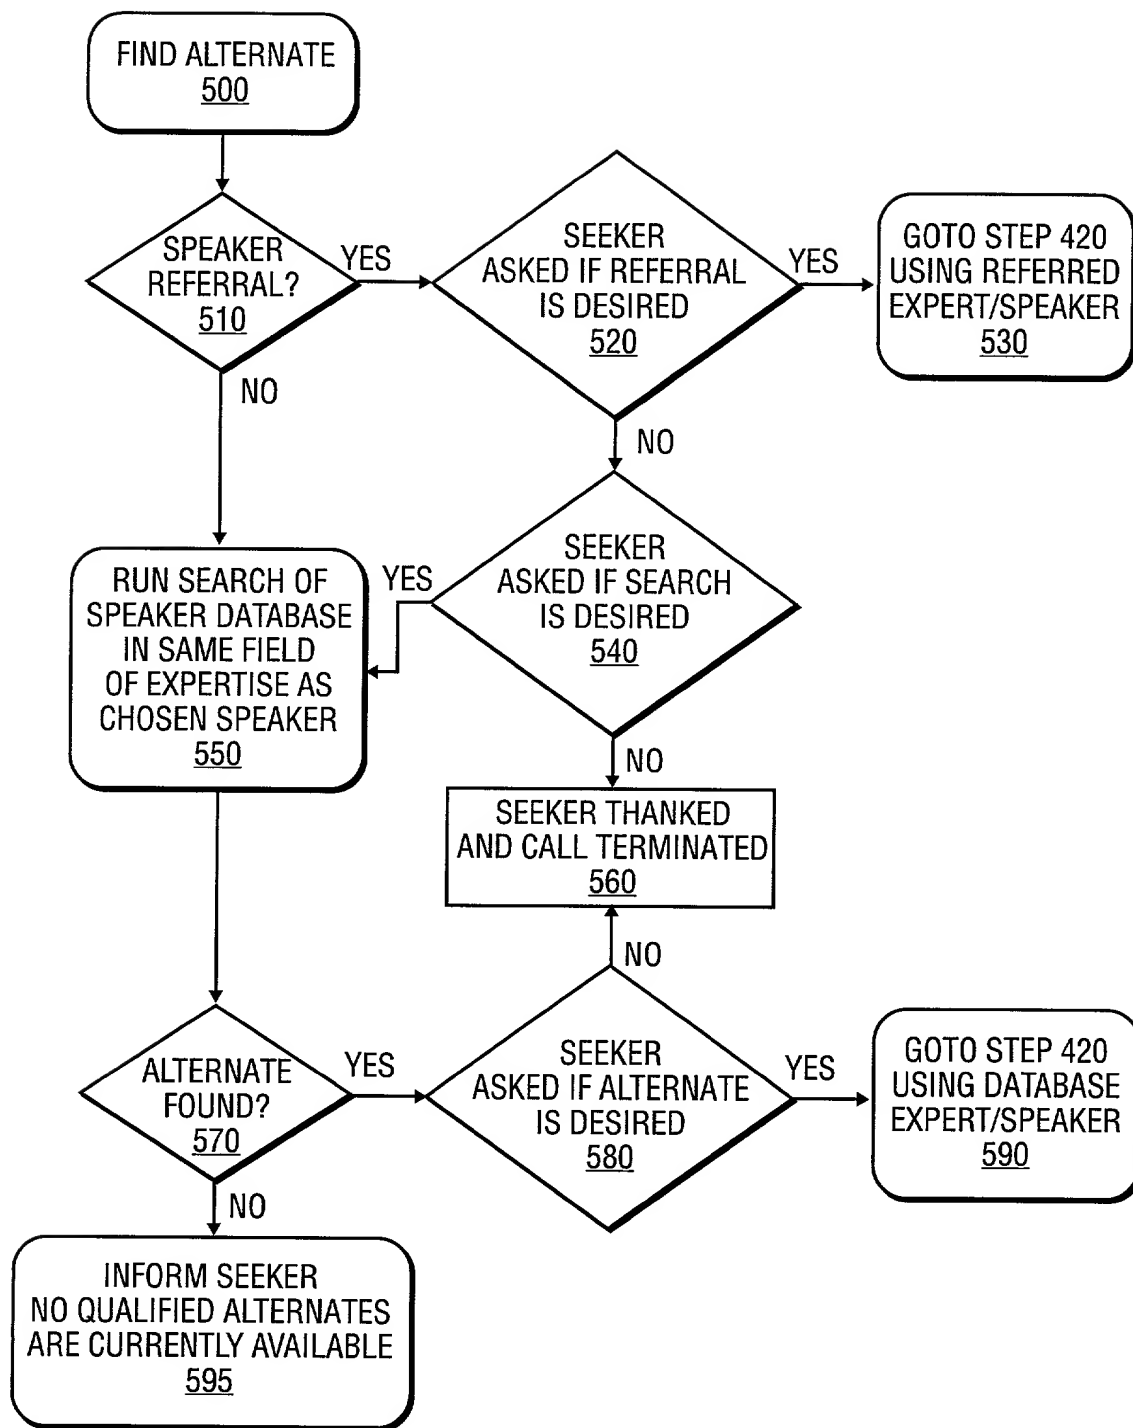 FIND ALTERNATE
500
SPEAKER
REFERRAL?
510
YES
NO
SEEKER
ASKED IF REFERRAL
IS DESIRED
520
YES
NO
GOTO STEP 420
USING REFERRED
EXPERT/SPEAKER
530
SEEKER
ASKED IF SEARCH
IS DESIRED
540
YES
NO
RUN SEARCH OF
SPEAKER DATABASE
IN SAME FIELD
OF EXPERTISE AS
CHOSEN SPEAKER
550
SEEKER THANKED
AND CALL TERMINATED
560
NO
ALTERNATE
FOUND?
570
YES
NO
SEEKER
ASKED IF ALTERNATE
IS DESIRED
580
YES
GOTO STEP 420
USING DATABASE
EXPERT/SPEAKER
590
INFORM SEEKER
NO QUALIFIED ALTERNATES
ARE CURRENTLY AVAILABLE
595